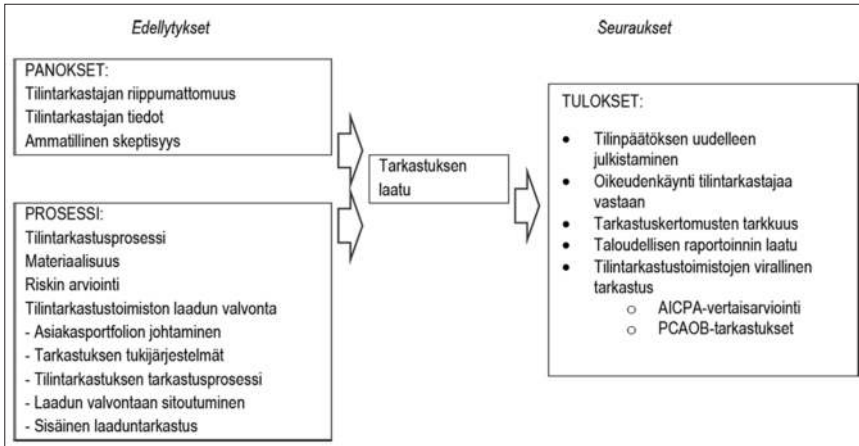 Edellytykset
Seuraukset
PANOKSET:
Tilintarkastajan riippumattomuus
Tilintarkastajan tiedot
Ammatillinen skeptisyys
PROSESSI:
Tilintarkastusprosessi
Materiaalisuus
Riskin arviointi
Tilintarkastustoimiston laadun valvonta
- Asiakasportfolion johtaminen
- Tarkastuksen tukijärjestelmät
- Tilintarkastuksen tarkastusprosessi
- Laadun valvontaan sitoutuminen
- Sisäinen laaduntarkastus
Tarkastuksen
laatu
TULOKSET:
• Tilinpäätöksen uudelleen
julkistaminen
• Oikeudenkäynti tilintarkastajaa
vastaan
• Tarkastuskertomusten tarkkuus
• Taloudellisen raportoinnin laatu
• Tilintarkastustoimistojen virallinen
tarkastus
o AICPA-vertaisarviointi
o PCAOB-tarkastukset